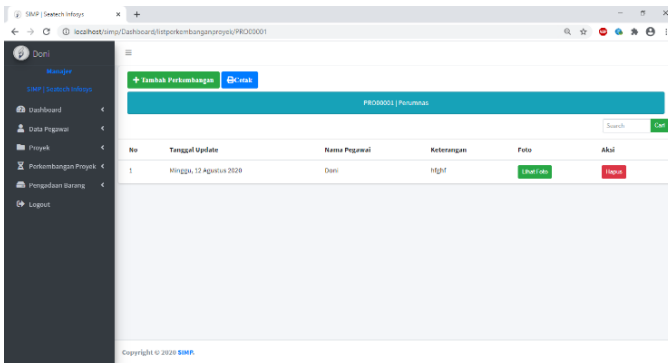 SIMP | Seatech Infosys
localhost/simp/Dashboard/listperkembanganproyek/PRO00001
Doni
Manajer
SIMP | Seatech Infosys
Dashboard
Data Pegawai
Proyek
Perkembangan Proyek
Pengadaan Barang
Logout
+ Tambah Perkembangan Cetak
PRO00001 | Perumnas
Search Cari
No Tanggal Update Nama Pegawai Keterangan Foto Aksi
1 Minggu, 12 Agustus 2020 Doni hfghf Lihat Foto Hapus
Copyright © 2020 SIMP.